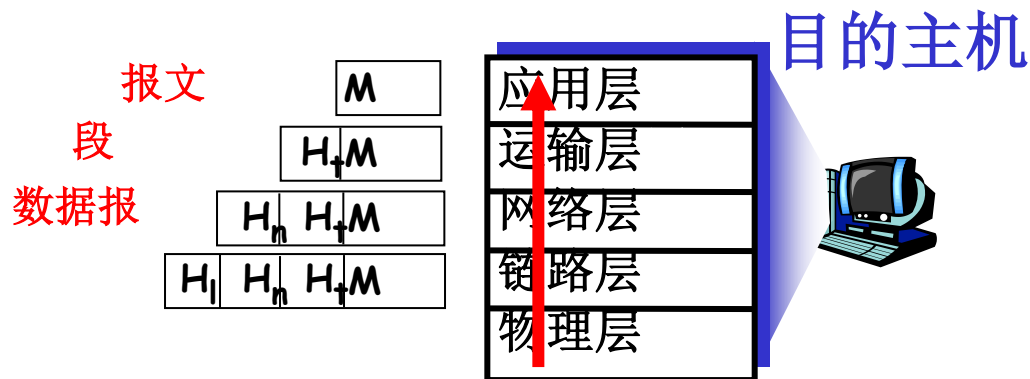 目的主机
报文 M 应用层
段 HtM 运输层
数据报 Hn HtM 网络层
Hl Hn HtM 链路层
物理层